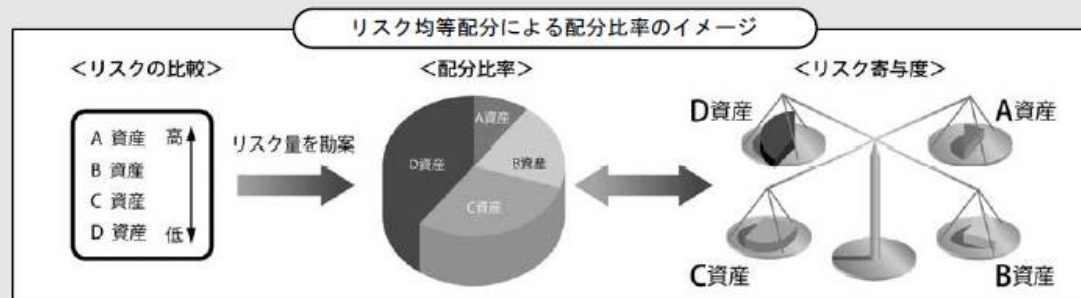 リスク均等配分による配分比率のイメージ
<リスクの比較>
A 資産 高
B 資産
C 資産
D 資産 低
リスク量を勘案
<配分比率>
A資産
B資産
C資産
D資産
<リスク寄与度>
D資産
A資産
C資産
B資産